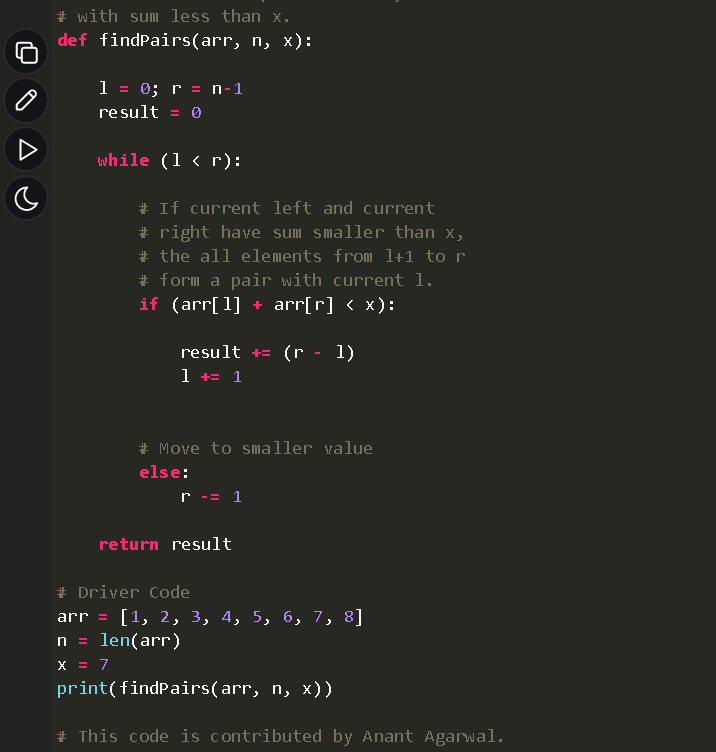 # with sum less than x.
def findPairs(arr, n, x):
l = 0; r = n-1
result = 0
while (l < r):
# If current left and current
# right have sum smaller than x,
# the all elements from l+1 to r
# form a pair with current l.
if (arr[l] + arr[r] < x):
result += (r - l)
l += 1
# Move to smaller value
else:
r -= 1
return result
# Driver Code
arr = [1, 2, 3, 4, 5, 6, 7, 8]
n = len(arr)
x = 7
print(findPairs(arr, n, x))
# This code is contributed by Anant Agarwal.